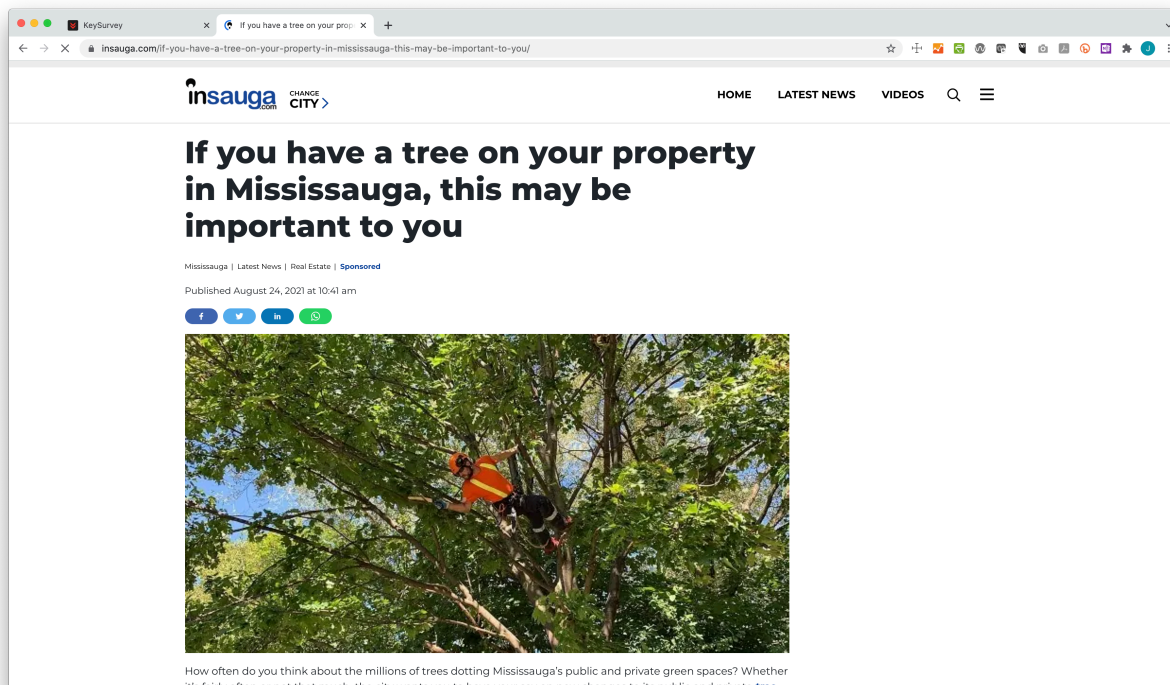 KeySurvey
If you have a tree on your prop
insauga.com/if-you-have-a-tree-on-your-property-in-mississauga-this-may-be-important-to-you/
insauga.com
CHANGE
CITY
HOME LATEST NEWS VIDEOS
If you have a tree on your property
in Mississauga, this may be
important to you
Mississauga | Latest News | Real Estate | Sponsored
Published August 24, 2021 at 10:41 am
How often do you think about the millions of trees dotting Mississauga's public and private green spaces? Whether